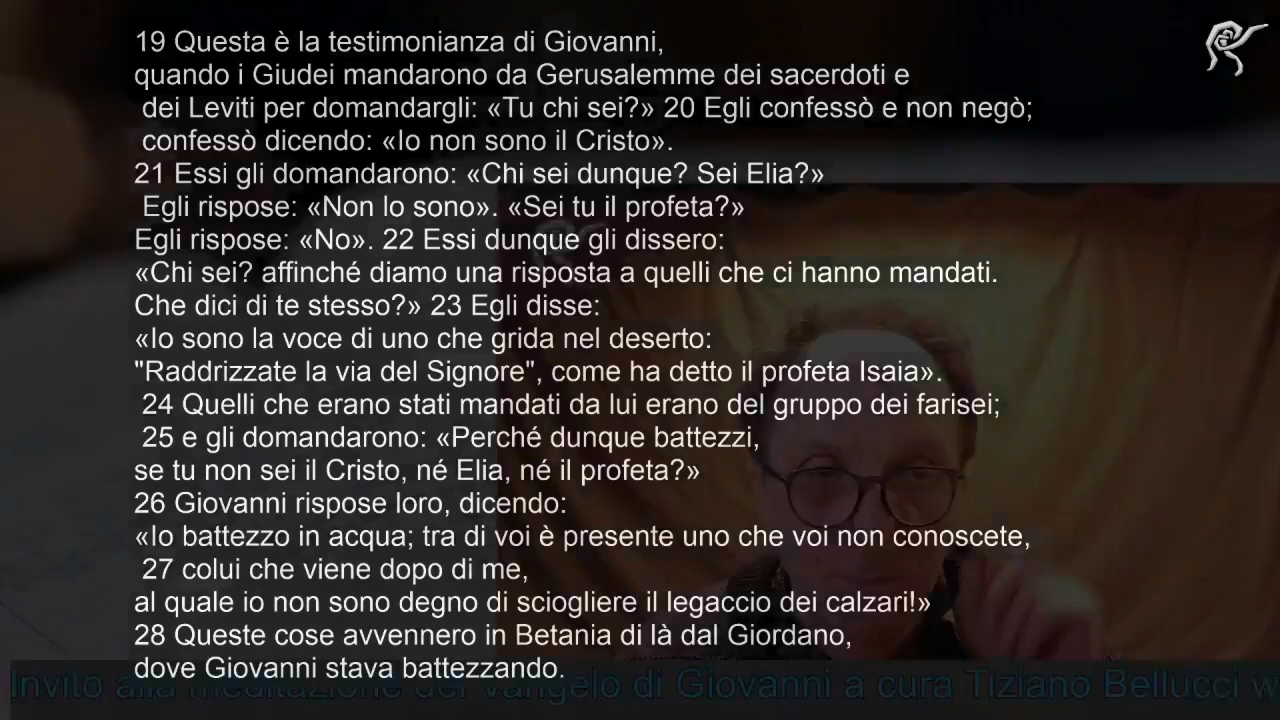 19 Questa è la testimonianza di Giovanni,
quando i Giudei mandarono da Gerusalemme dei sacerdoti e
dei Leviti per domandargli: «Tu chi sei?» 20 Egli confessò e non negò;
confessò dicendo: «Io non sono il Cristo».
21 Essi gli domandarono: «Chi sei dunque? Sei Elia?»
Egli rispose: «Non lo sono». «Sei tu il profeta?»
Egli rispose: «No». 22 Essi dunque gli dissero:
«Chi sei? affinché diamo una risposta a quelli che ci hanno mandati.
Che dici di te stesso?» 23 Egli disse:
«Io sono la voce di uno che grida nel deserto:
"Raddrizzate la via del Signore", come ha detto il profeta Isaia».
24 Quelli che erano stati mandati da lui erano del gruppo dei farisei;
25 e gli domandarono: «Perché dunque battezzi,
se tu non sei il Cristo, né Elia, né il profeta?»
26 Giovanni rispose loro, dicendo:
«Io battezzo in acqua; tra di voi è presente uno che voi non conoscete,
27 colui che viene dopo di me,
al quale io non sono degno di sciogliere il legaccio dei calzari!»
28 Queste cose avvennero in Betania di là dal Giordano,
dove Giovanni stava battezzando.
Invito alla meditazione del vangelo di Giovanni a cura Tiziano Bellucci w